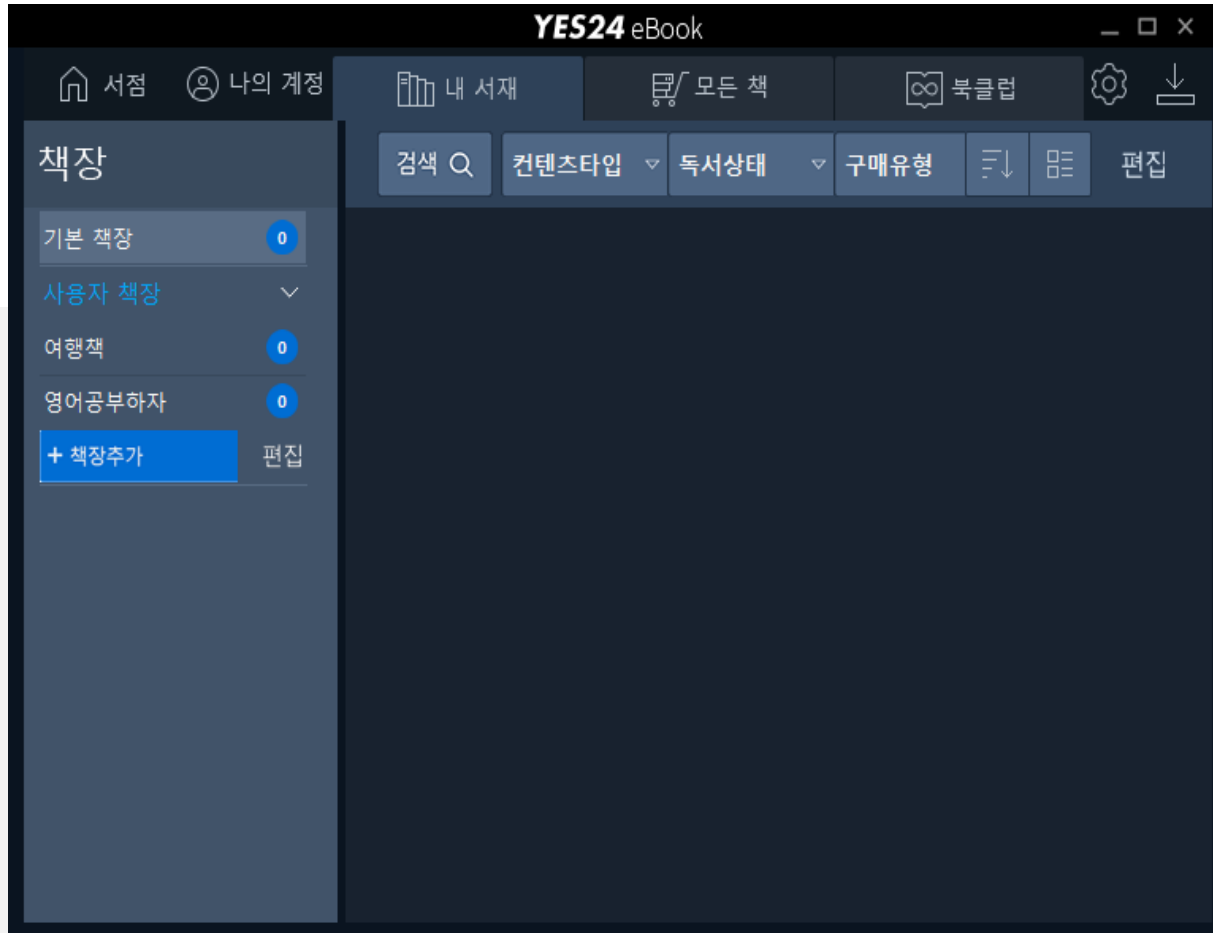 YES24 eBook
서점 나의 계정 내 서재 모든 책 북클럽
책장
검색 컨텐츠타입 독서상태 구매유형 편집
기본 책장 0
사용자 책장
여행책 0
영어공부하자 0
+ 책장추가 편집